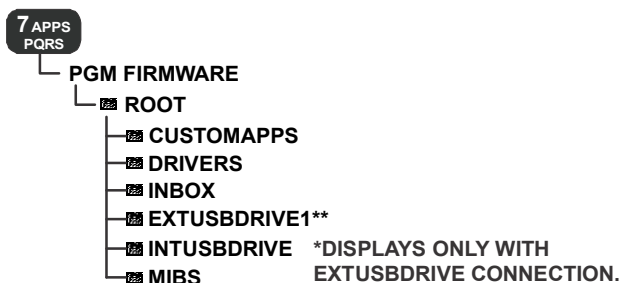 7 APPS
PQRS
PGM FIRMWARE
ROOT
CUSTOMAPPS
DRIVERS
INBOX
EXTUSBDRIVE1**
INTUSBDRIVE *DISPLAYS ONLY WITH
MIBS EXTUSBDRIVE CONNECTION.